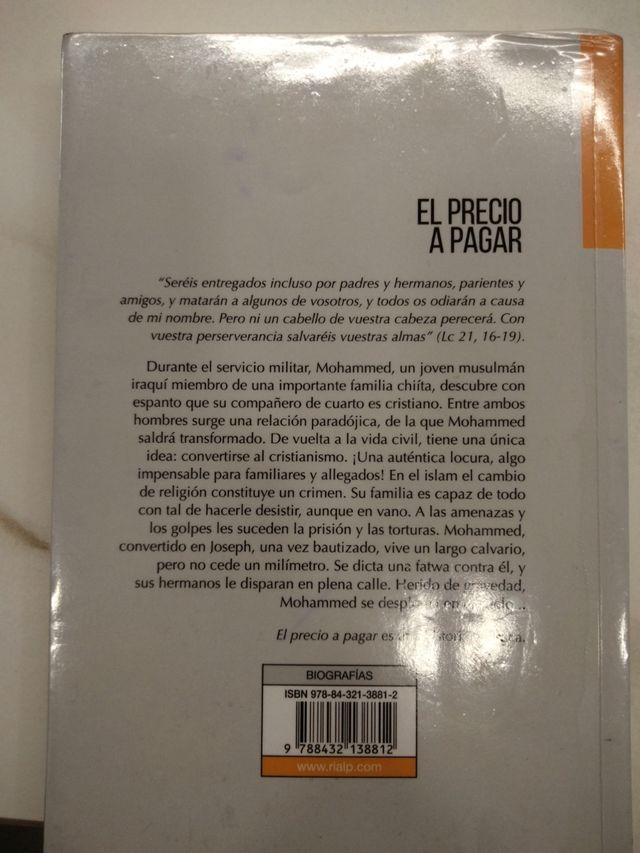 EL PRECIO
A PAGAR
“Seréis entregados incluso por padres y hermanos, parientes y
amigos, y matarán a algunos de vosotros, y todos os odiarán a causa
de mi nombre. Pero ni un cabello de vuestra cabeza perecerá. Con
vuestra perserverancia salvaréis vuestras almas” (Lc 21, 16-19).
Durante el servicio militar, Mohammed, un joven musulmán
iraquí miembro de una importante familia chiíta, descubre con
espanto que su compañero de cuarto es cristiano. Entre ambos
hombres surge una relación paradójica, de la que Mohammed
saldrá transformado. De vuelta a la vida civil, tiene una única
idea: convertirse al cristianismo. ¡Una auténtica locura, algo
impensable para familiares y allegados! En el islam el cambio
de religión constituye un crimen. Su familia es capaz de todo
con tal de hacerle desistir, aunque en vano. A las amenazas y
los golpes les suceden la prisión y las torturas. Mohammed,
convertido en Joseph, una vez bautizado, vive un largo calvario,
pero no cede un milímetro. Se dicta una fatwa contra él, y
sus hermanos le disparan en plena calle. Herido de gravedad,
Mohammed se
El precio a pagar es
BIOGRAFÍAS
ISBN 978-84-321-3881-2
9 788432 138812
www.rialp.com